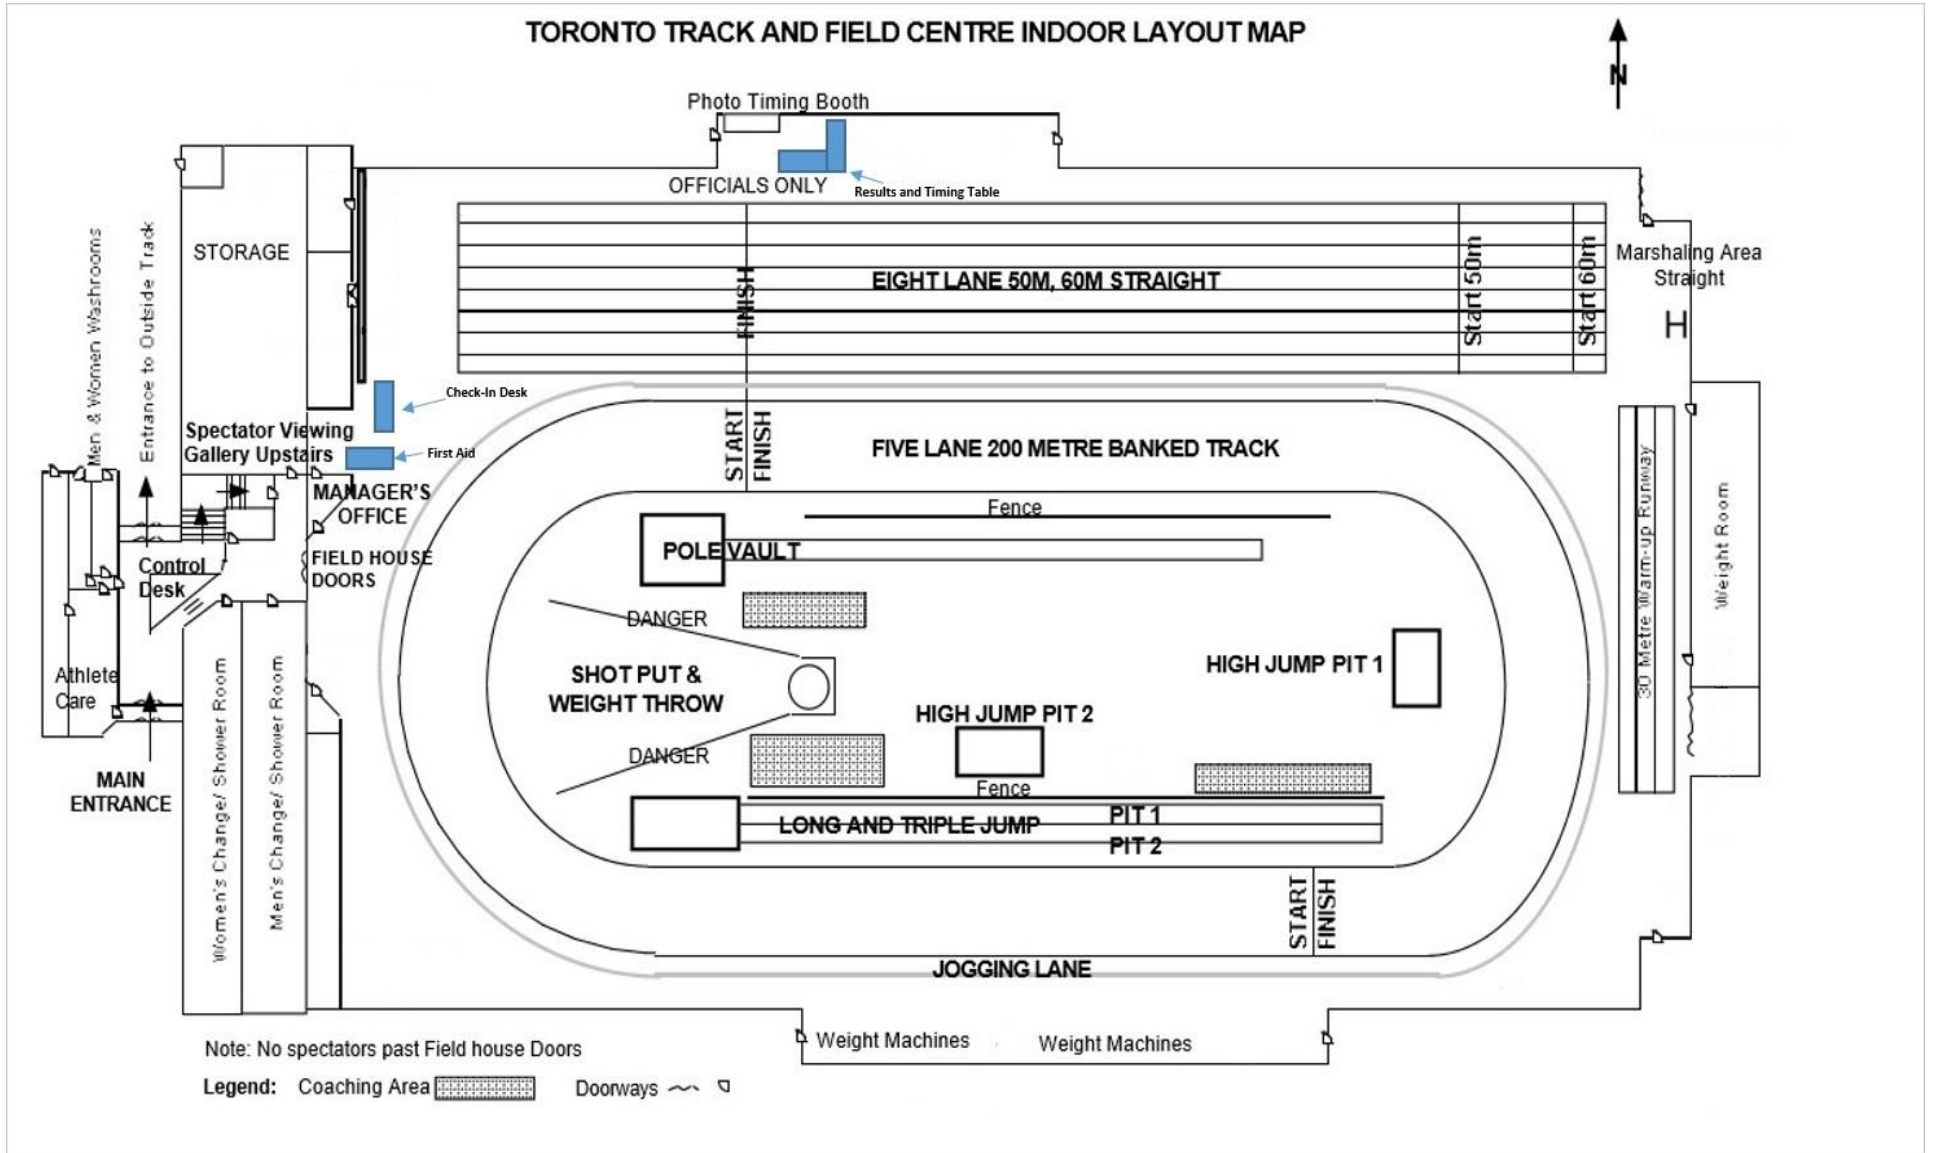 TORONTO TRACK AND FIELD CENTRE INDOOR LAYOUT MAP
N
Photo Timing Booth
OFFICIALS ONLY
Results and Timing Table
STORAGE
Men & Women Washrooms
Entrance to Outside Track
FINISH
EIGHT LANE 50M, 60M STRAIGHT
Start 50m
Start 60m
Marshaling Area
Straight
H
Check-In Desk
First Aid
Spectator Viewing
Gallery Upstairs
MANAGER'S
OFFICE
FIELD HOUSE
DOORS
Control
Desk
START
FINISH
FIVE LANE 200 METRE BANKED TRACK
Fence
POLE VAULT
DANGER
SHOT PUT &
WEIGHT THROW
DANGER
HIGH JUMP PIT 1
HIGH JUMP PIT 2
Fence
LONG AND TRIPLE JUMP
PIT 1
PIT 2
30 Metre Warm-up Runway
Weight Room
Athlete
Care
MAIN
ENTRANCE
Women's Change/ Shower Room
Men's Change/ Shower Room
START
FINISH
JOGGING LANE
Weight Machines
Weight Machines
Note: No spectators past Field house Doors
Legend: Coaching Area Doorways